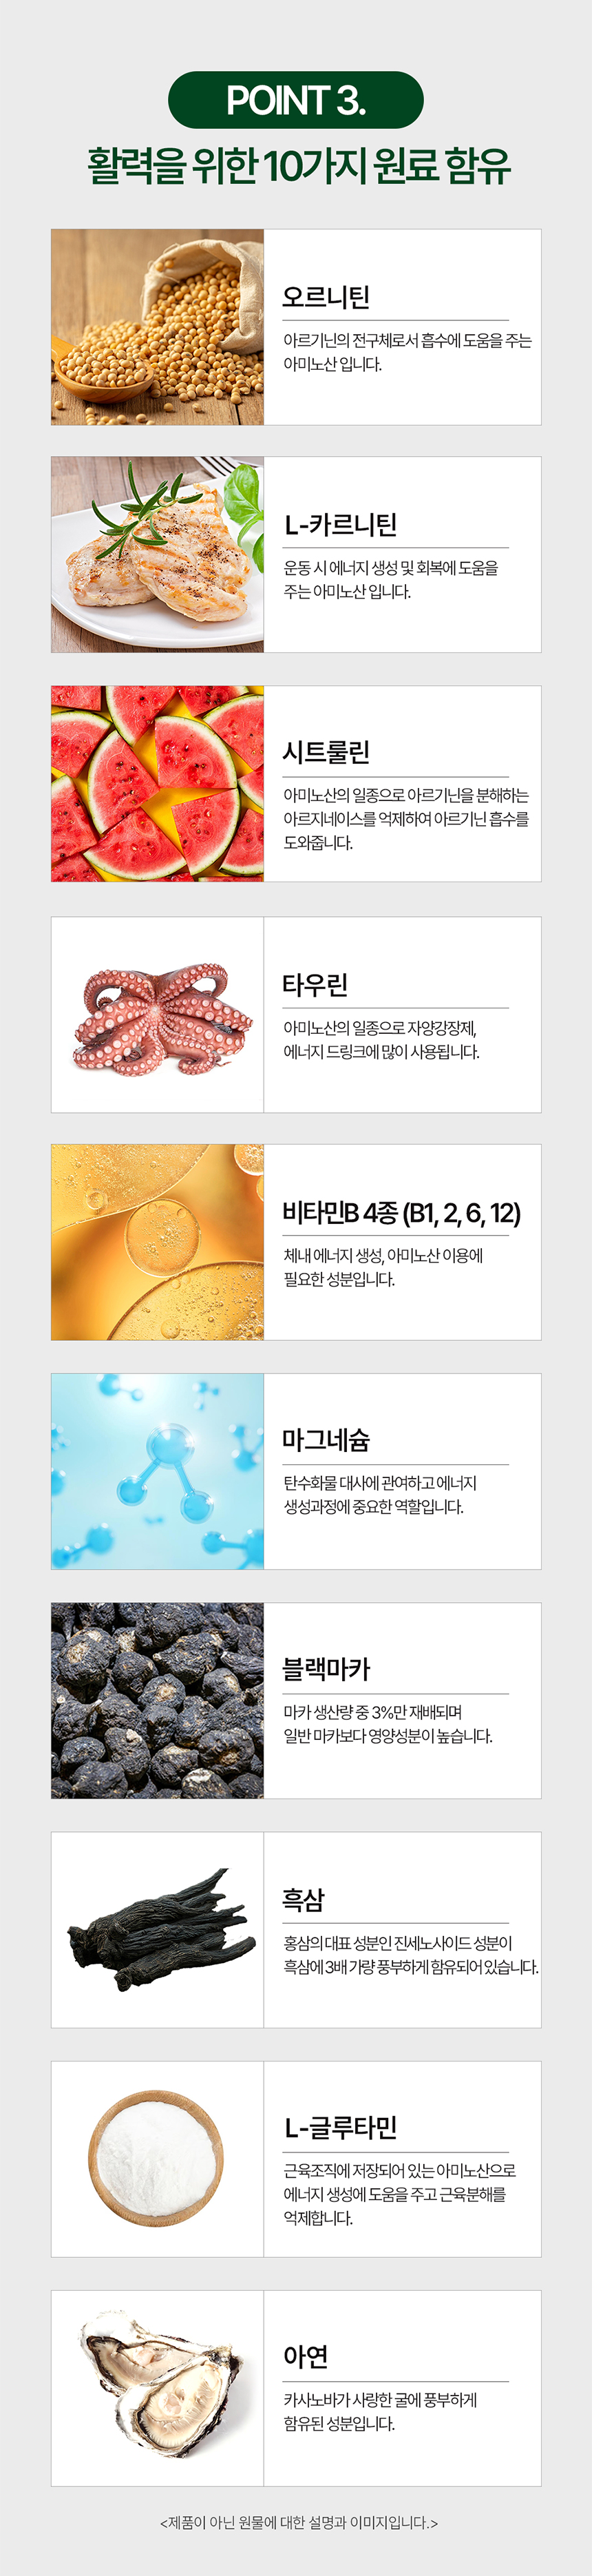 POINT 3.
활력을 위한 10가지 원료 함유
오르니틴
아르기닌의 전구체로서 흡수에 도움을 주는
아미노산 입니다.
L-카르니틴
운동 시 에너지 생성 및 회복에 도움을
주는 아미노산 입니다.
시트룰린
아미노산의 일종으로 아르기닌을 분해하는
아르지네이스를 억제하여 아르기닌 흡수를
도와줍니다.
타우린
아미노산의 일종으로 자양강장제,
에너지 드링크에 많이 사용됩니다.
비타민B 4종 (B1, 2, 6, 12)
체내 에너지 생성, 아미노산 이용에
필요한 성분입니다.
마그네슘
탄수화물 대사에 관여하고 에너지
생성과정에 중요한 역할입니다.
블랙마카
마카 생산량 중 3%만 재배되며
일반 마카보다 영양성분이 높습니다.
흑삼
홍삼의 대표 성분인 진세노사이드 성분이
흑삼에 3배 가량 풍부하게 함유되어 있습니다.
L-글루타민
근육조직에 저장되어 있는 아미노산으로
에너지 생성에 도움을 주고 근육분해를
억제합니다.
아연
카사노바가 사랑한 굴에 풍부하게
함유된 성분입니다.
<제품이 아닌 원물에 대한 설명과 이미지입니다.>